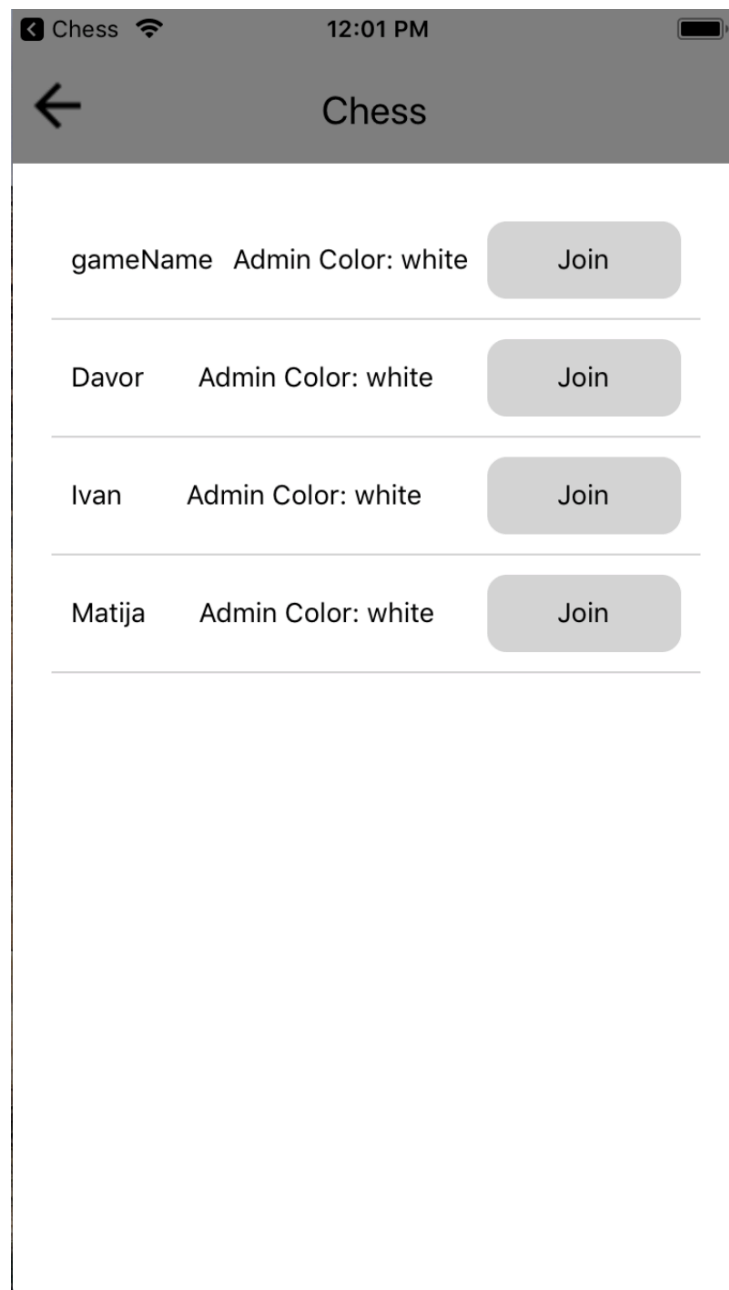 Chess 12:01 PM
Chess
gameName Admin Color: white Join
Davor Admin Color: white Join
Ivan Admin Color: white Join
Matija Admin Color: white Join